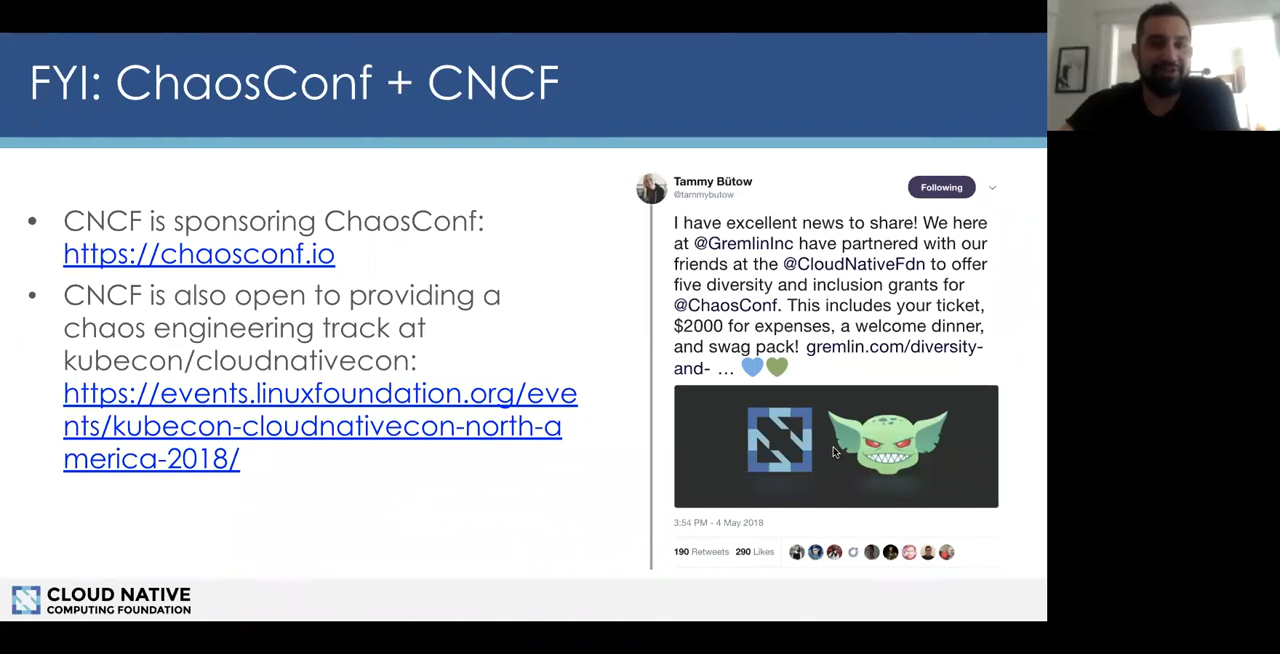 FYI: ChaosConf + CNCF
• CNCF is sponsoring ChaosConf:
https://chaosconf.io
• CNCF is also open to providing a
chaos engineering track at
kubecon/cloudnativecon:
https://events.linuxfoundation.org/eve
nts/kubecon-cloudnativecon-north-a
merica-2018/
Tammy Bütow
@tammybutow
Following
I have excellent news to share! We here
at @GremlinInc have partnered with our
friends at the @CloudNativeFdn to offer
five diversity and inclusion grants for
@ChaosConf. This includes your ticket,
$2000 for expenses, a welcome dinner,
and swag pack! gremlin.com/diversity-
and- … 💙💚
3:54 PM - 4 May 2018
190 Retweets 290 Likes
CLOUD NATIVE
COMPUTING FOUNDATION